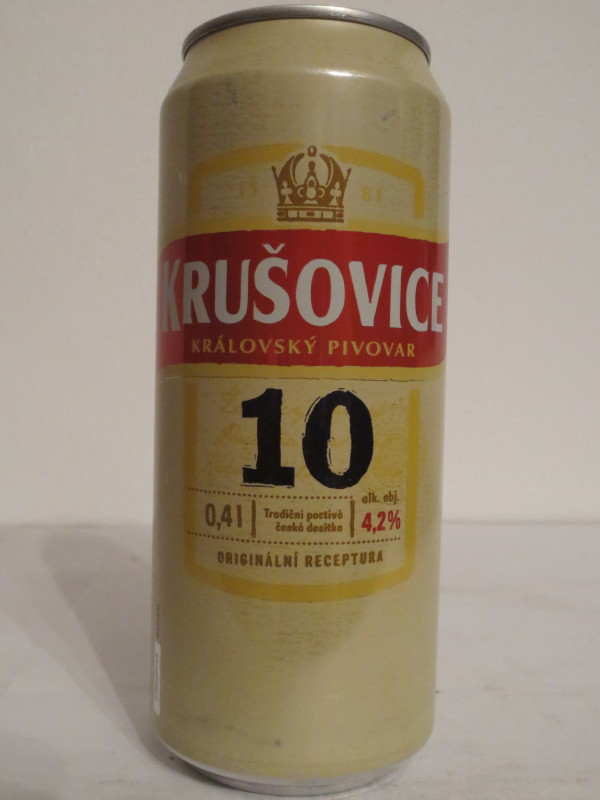 15 81
KRUŠOVICE
KRÁLOVSKÝ PIVOVAR
10
alk. obj.
0,4l Tradiční poctivá 4,2%
česká desítka
ORIGINÁLNÍ RECEPTURA